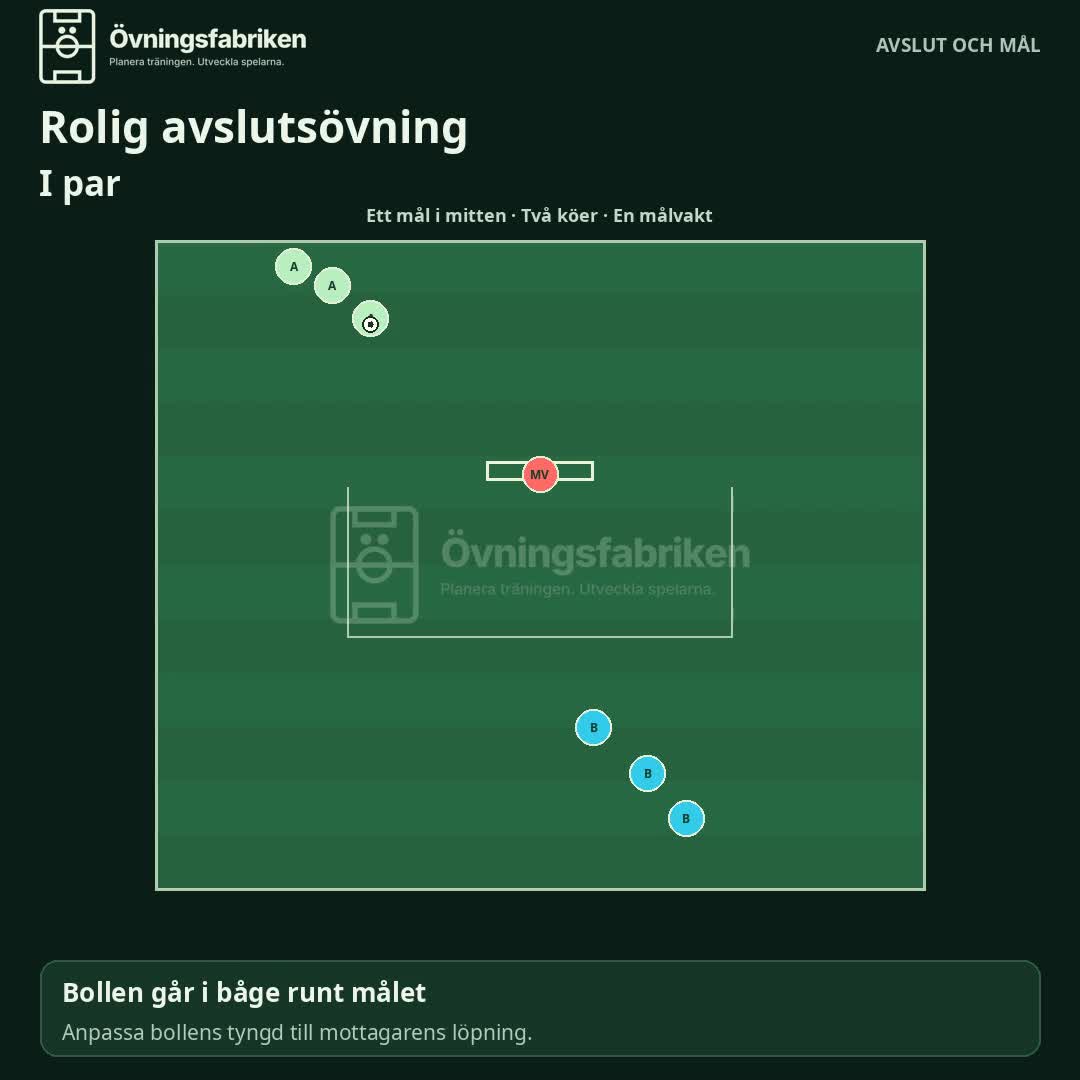 Övningsfabriken
Planera träningen. Utveckla spelarna.
AVSLUT OCH MÅL
Rolig avslutsövning
I par
Ett mål i mitten · Två köer · En målvakt
A
A
MV
Övningsfabriken
Planera träningen. Utveckla spelarna.
B
B
B
Bollen går i båge runt målet
Anpassa bollens tyngd till mottagarens löpning.